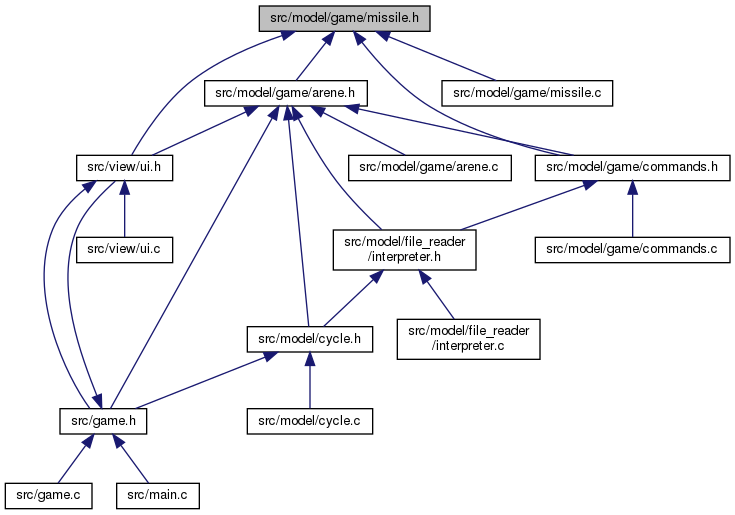 src/model/game/missile.h
src/model/game/arene.h
src/model/game/missile.c
src/view/ui.h
src/model/game/arene.c
src/model/game/commands.h
src/view/ui.c
src/model/file_reader
/interpreter.h
src/model/game/commands.c
src/model/cycle.h
src/model/file_reader
/interpreter.c
src/game.h
src/model/cycle.c
src/game.c
src/main.c